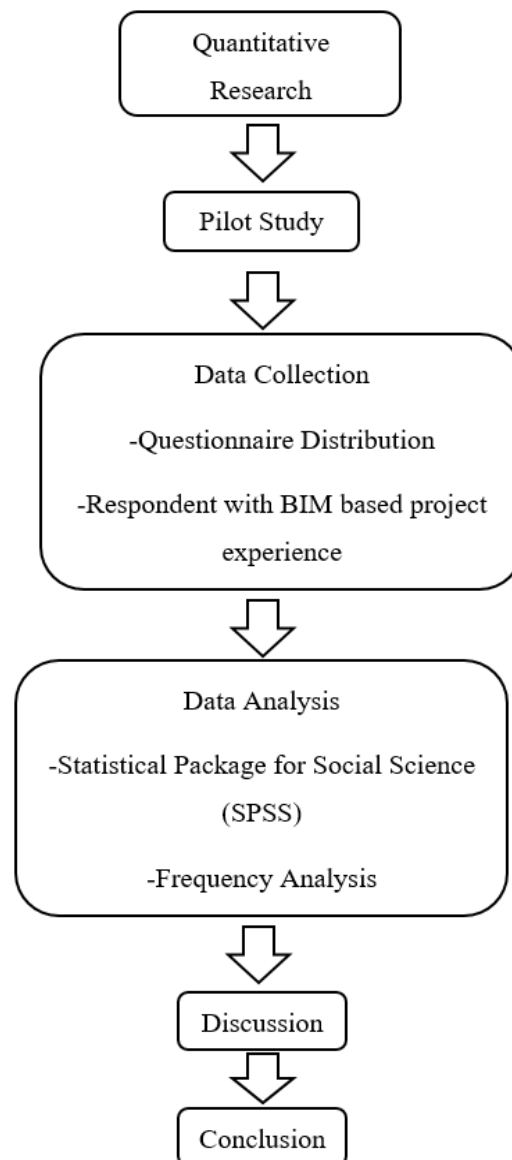 Quantitative
Research
Pilot Study
Data Collection
-Questionnaire Distribution
-Respondent with BIM based project
experience
Data Analysis
-Statistical Package for Social Science
(SPSS)
-Frequency Analysis
Discussion
Conclusion